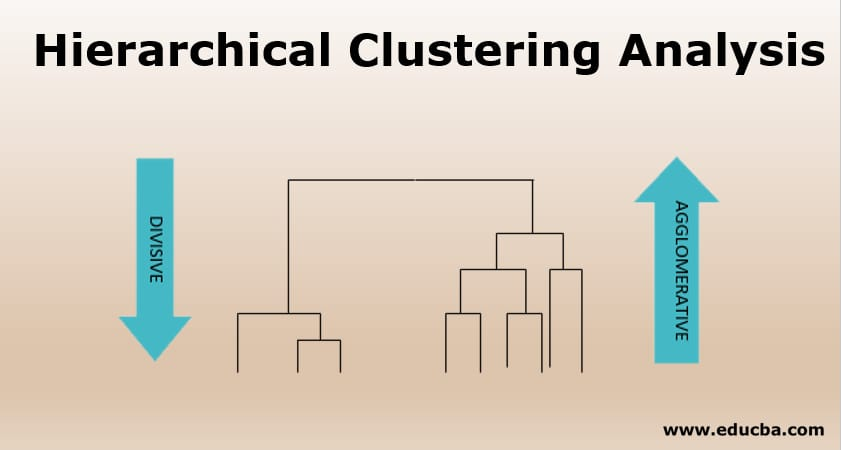 Hierarchical Clustering Analysis
DIVISIVE
AGGLOMERATIVE
www.educba.com